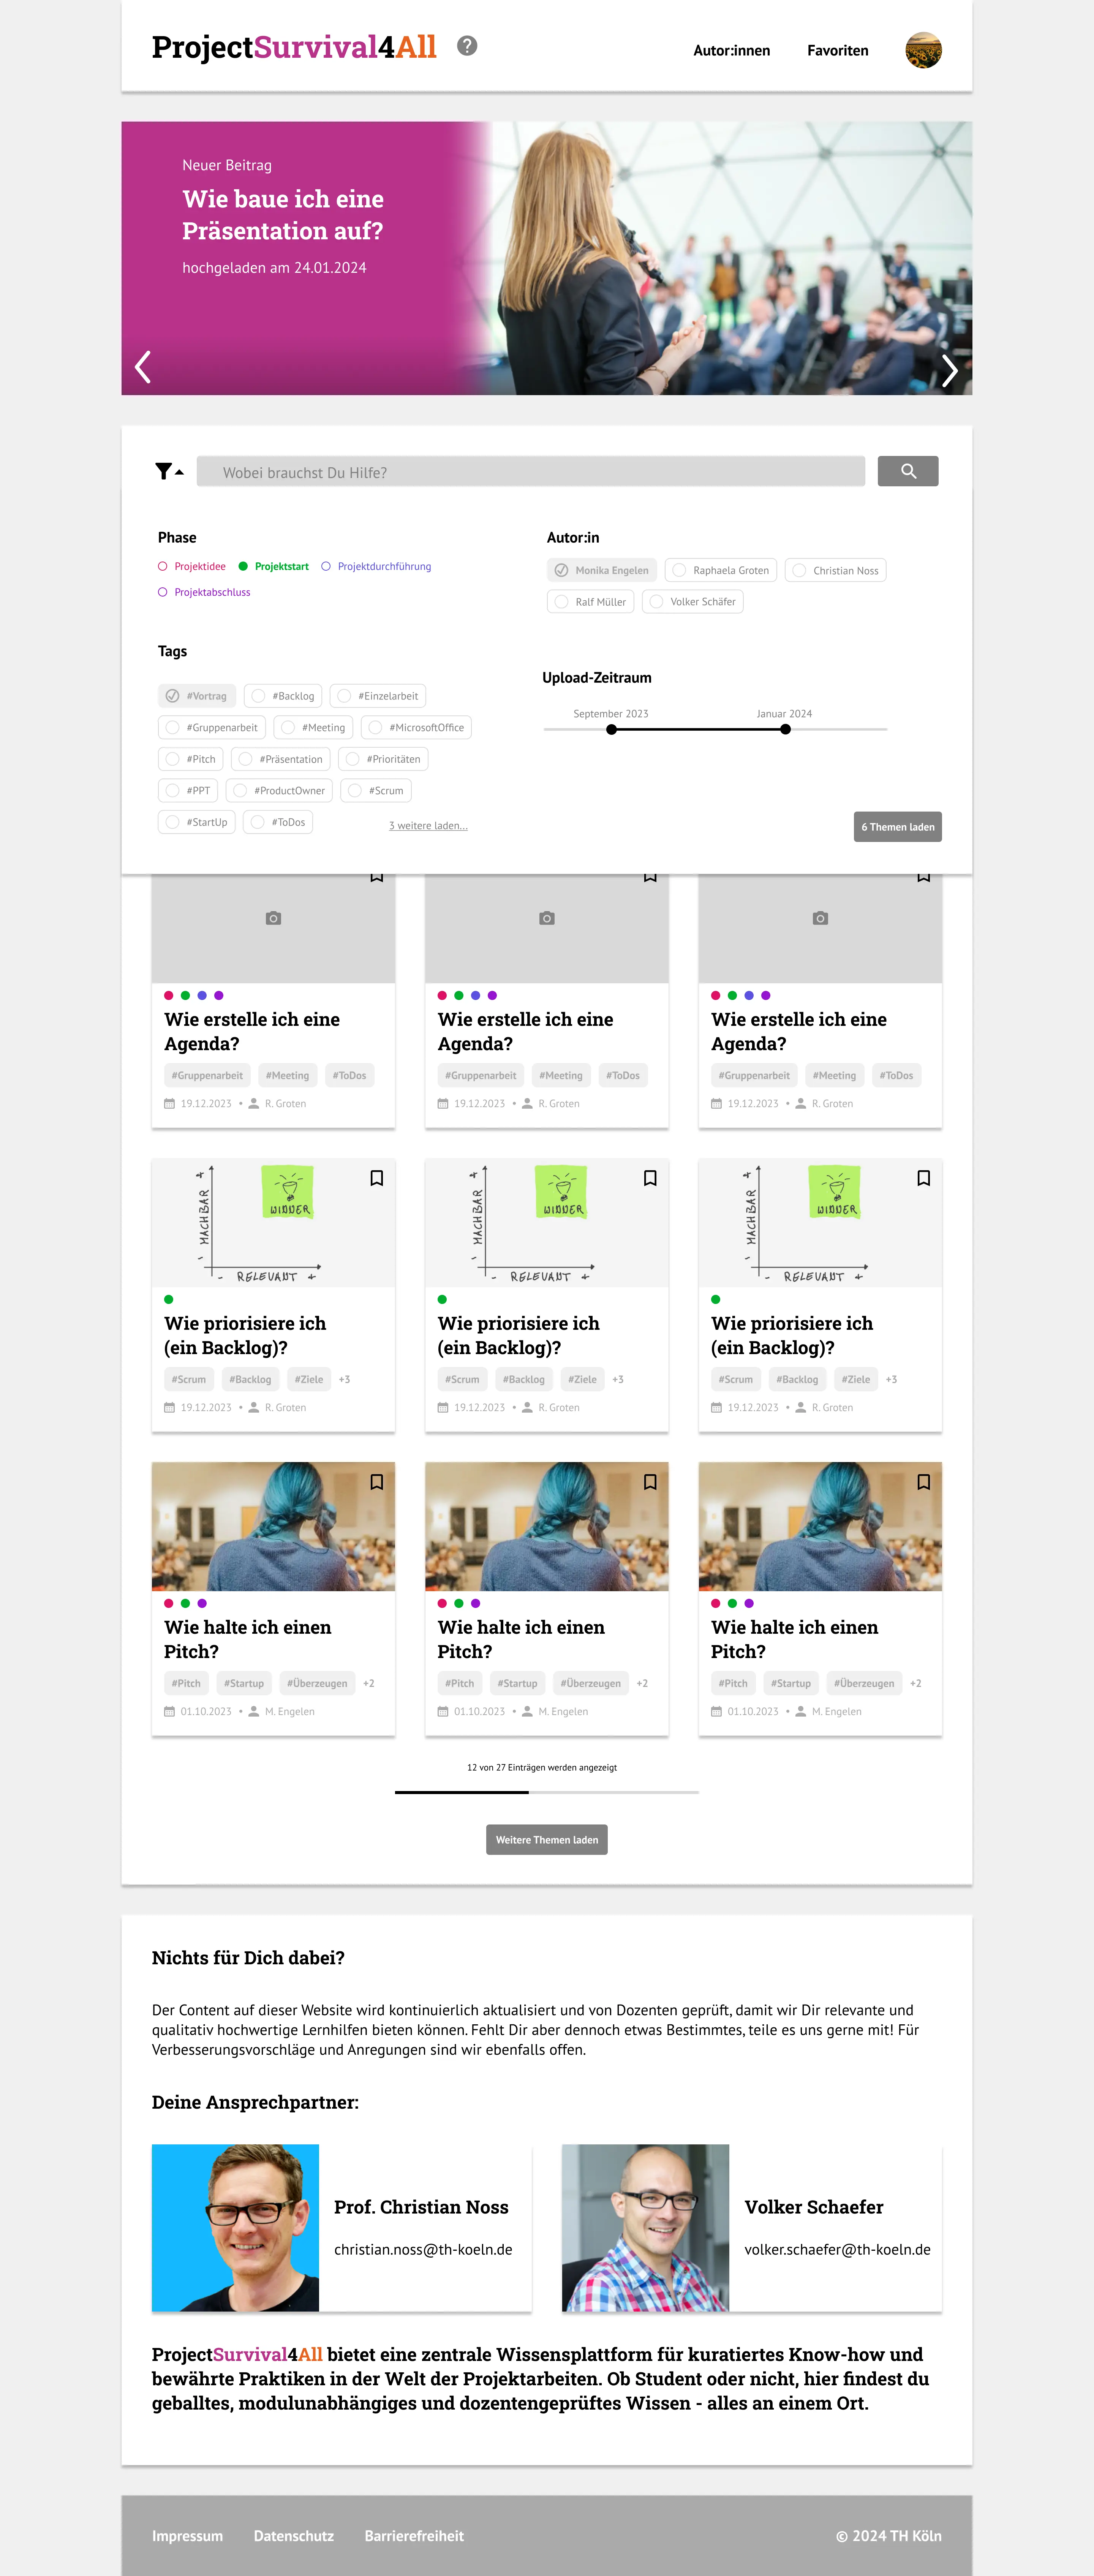 ProjectSurvival4All ?
Autor:innen Favoriten
Neuer Beitrag
Wie baue ich eine
Präsentation auf?
hochgeladen am 24.01.2024
Wobei brauchst Du Hilfe?
Phase
Projektidee Projektstart Projektdurchführung
Projektabschluss
Autor:in
Monika Engelen Raphaela Groten Christian Noss
Ralf Müller Volker Schäfer
Tags
#Vortrag #Backlog #Einzelarbeit
#Gruppenarbeit #Meeting #MicrosoftOffice
#Pitch #Präsentation #Prioritäten
#PPT #ProductOwner #Scrum
#StartUp #ToDos 3 weitere laden...
Upload-Zeitraum
September 2023 Januar 2024
6 Themen laden
Wie erstelle ich eine
Agenda?
#Gruppenarbeit #Meeting #ToDos
19.12.2023 • R. Groten
Wie erstelle ich eine
Agenda?
#Gruppenarbeit #Meeting #ToDos
19.12.2023 • R. Groten
Wie erstelle ich eine
Agenda?
#Gruppenarbeit #Meeting #ToDos
19.12.2023 • R. Groten
- MACHBAR +
WINNER
- RELEVANT +
Wie priorisiere ich
(ein Backlog)?
#Scrum #Backlog #Ziele +3
19.12.2023 • R. Groten
- MACHBAR +
WINNER
- RELEVANT +
Wie priorisiere ich
(ein Backlog)?
#Scrum #Backlog #Ziele +3
19.12.2023 • R. Groten
- MACHBAR +
WINNER
- RELEVANT +
Wie priorisiere ich
(ein Backlog)?
#Scrum #Backlog #Ziele +3
19.12.2023 • R. Groten
Wie halte ich einen
Pitch?
#Pitch #Startup #Überzeugen +2
01.10.2023 • M. Engelen
Wie halte ich einen
Pitch?
#Pitch #Startup #Überzeugen +2
01.10.2023 • M. Engelen
Wie halte ich einen
Pitch?
#Pitch #Startup #Überzeugen +2
01.10.2023 • M. Engelen
12 von 27 Einträgen werden angezeigt
Weitere Themen laden
Nichts für Dich dabei?
Der Content auf dieser Website wird kontinuierlich aktualisiert und von Dozenten geprüft, damit wir Dir relevante und
qualitativ hochwertige Lernhilfen bieten können. Fehlt Dir aber dennoch etwas Bestimmtes, teile es uns gerne mit! Für
Verbesserungsvorschläge und Anregungen sind wir ebenfalls offen.
Deine Ansprechpartner:
Prof. Christian Noss
christian.noss@th-koeln.de
Volker Schaefer
volker.schaefer@th-koeln.de
ProjectSurvival4All bietet eine zentrale Wissensplattform für kuratiertes Know-how und
bewährte Praktiken in der Welt der Projektarbeiten. Ob Student oder nicht, hier findest du
geballtes, modulunabhängiges und dozentengeprüftes Wissen - alles an einem Ort.
Impressum Datenschutz Barrierefreiheit
© 2024 TH Köln